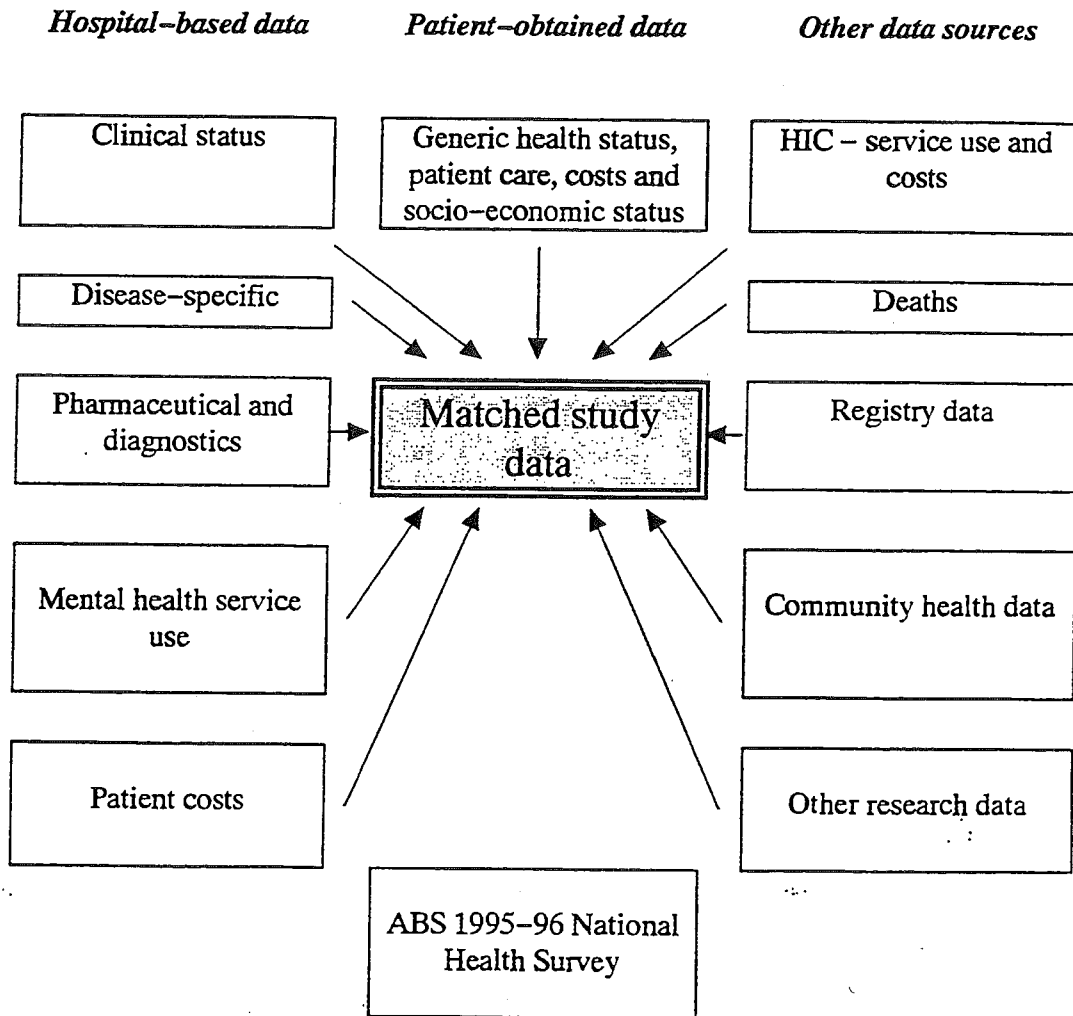 Hospital–based data
Patient–obtained data
Other data sources
Clinical status
Generic health status,
patient care, costs and
socio–economic status
HIC – service use and
costs
Disease–specific
Deaths
Pharmaceutical and
diagnostics
Matched study
data
Registry data
Mental health service
use
Community health data
Patient costs
Other research data
ABS 1995–96 National
Health Survey